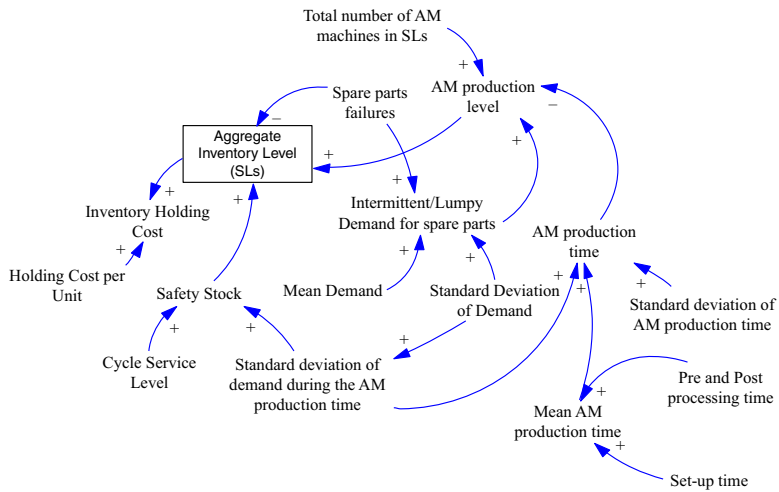 Total number of AM
machines in SLs
+
AM production
level
−
Spare parts
failures
−
Aggregate
Inventory Level
(SLs)
+
+
+
+
+
Inventory Holding
Cost
+
Intermittent/Lumpy
Demand for spare parts
AM production
time
+
+
Holding Cost per
Unit
Safety Stock
Mean Demand
Standard Deviation
of Demand
+
+
+
Standard deviation of
AM production time
+
+
+
Cycle Service
Level
Standard deviation of
demand during the AM
production time
Pre and Post
processing time
+
Mean AM
production time
+
Set-up time